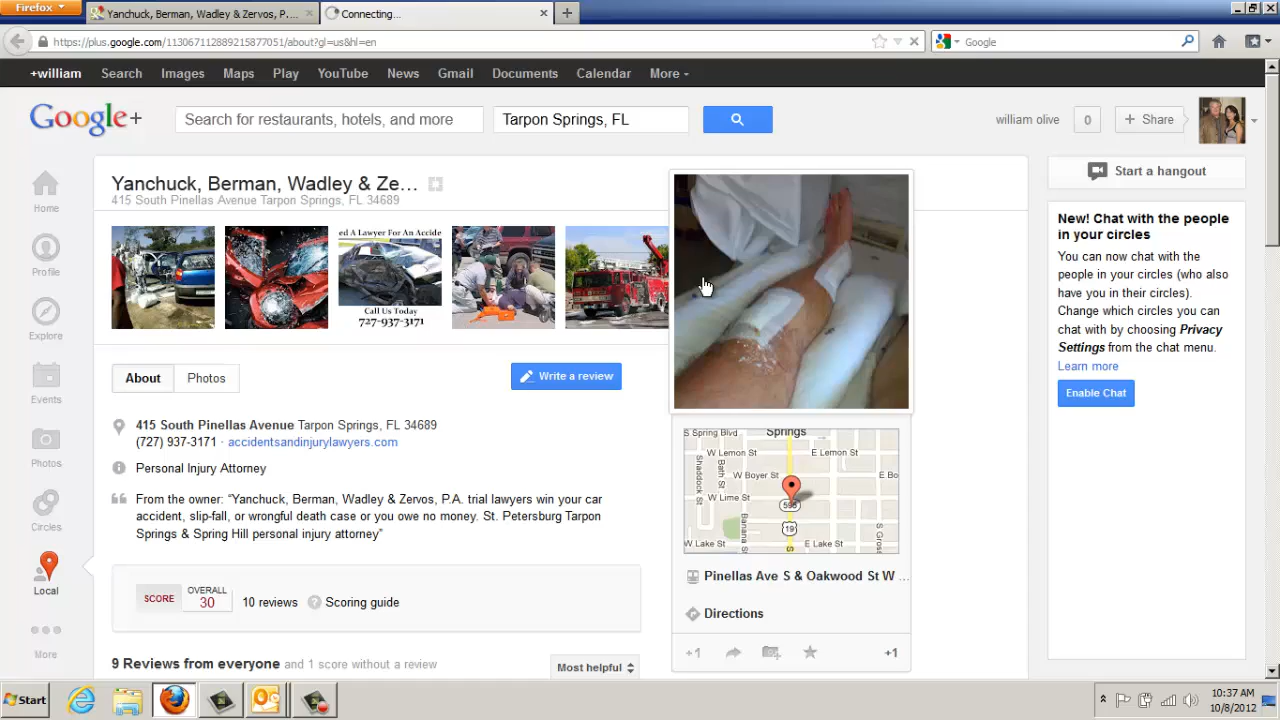 Firefox
Yanchuck, Berman, Wadley & Zervos, P....
Connecting...
https://plus.google.com/113067112889215877051/about?gl=us&hl=en
Google
+william
Search
Images
Maps
Play
YouTube
News
Gmail
Documents
Calendar
More
Google+
Search for restaurants, hotels, and more
Tarpon Springs, FL
william olive
0
+ Share
Home
Profile
Explore
Events
Photos
Circles
Local
More
Yanchuck, Berman, Wadley & Ze...
415 South Pinellas Avenue Tarpon Springs, FL 34689
ed A Lawyer For An Accide
Call Us Today
727-937-3171
About
Photos
Write a review
415 South Pinellas Avenue Tarpon Springs, FL 34689
(727) 937-3171 · accidentsandinjurylawyers.com
Personal Injury Attorney
From the owner: “Yanchuck, Berman, Wadley & Zervos, P.A. trial lawyers win your car
accident, slip-fall, or wrongful death case or you owe no money. St. Petersburg Tarpon
Springs & Spring Hill personal injury attorney”
SCORE
OVERALL
30
10 reviews
? Scoring guide
9 Reviews from everyone and 1 score without a review
Most helpful
Springs
S Spring Blvd
W Lemon St
E Lemon St
Shaddock St
Bath St
W Boyer St
E Bo
W Lime St
595
Banana S
19
S Gros
W Lake St
S
E Lake St
Pinellas Ave S & Oakwood St W ...
Directions
+1
+1
Start a hangout
New! Chat with the people
in your circles
You can now chat with the
people in your circles (who also
have you in their circles).
Change which circles you can
chat with by choosing Privacy
Settings from the chat menu.
Learn more
Enable Chat
Start
10:37 AM
10/8/2012